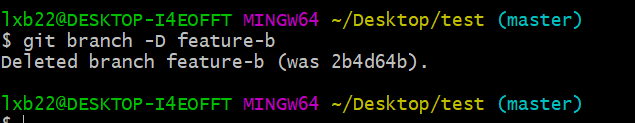 lxb22@DESKTOP-I4EOFFT MINGW64 ~/Desktop/test (master)
$ git branch -D feature-b
Deleted branch feature-b (was 2b4d64b).
lxb22@DESKTOP-I4EOFFT MINGW64 ~/Desktop/test (master)
$